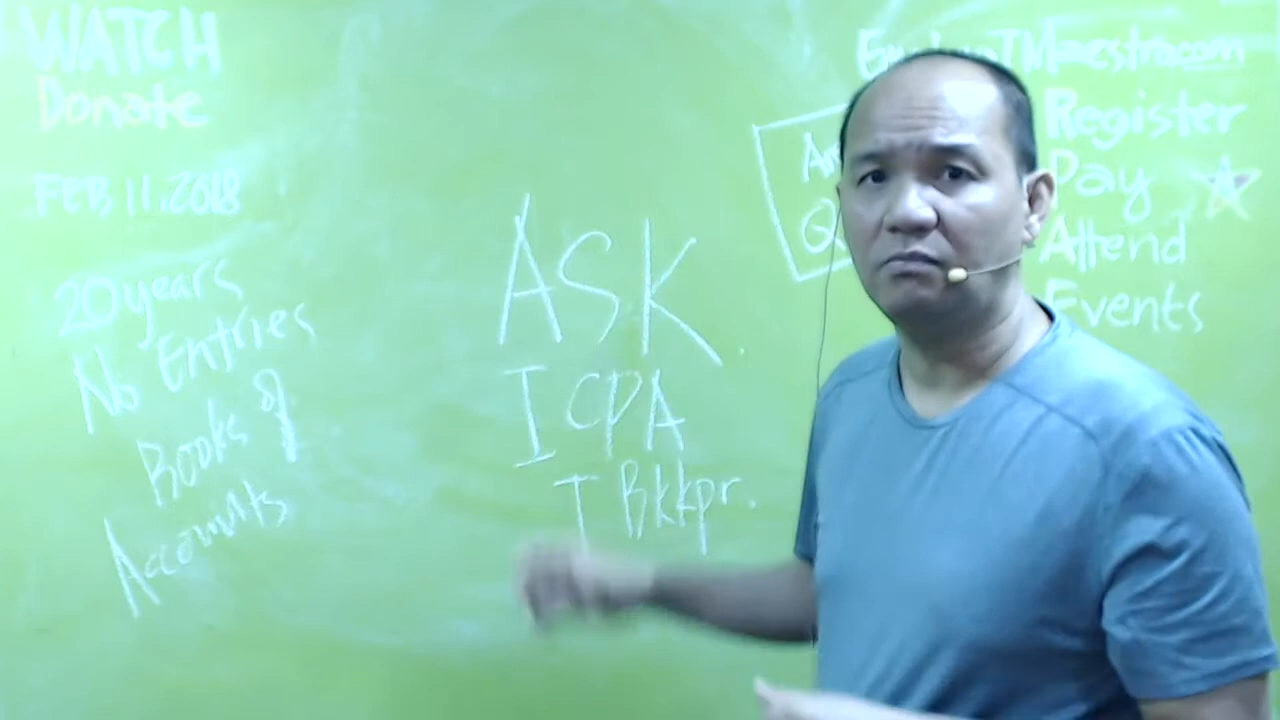 WATCH
Donate
FEB 11, 2018
20 years
No Entries
Books of
Accounts
ASK.
I CPA
I Bkkpr.
Register
Pay A
Attend
Events